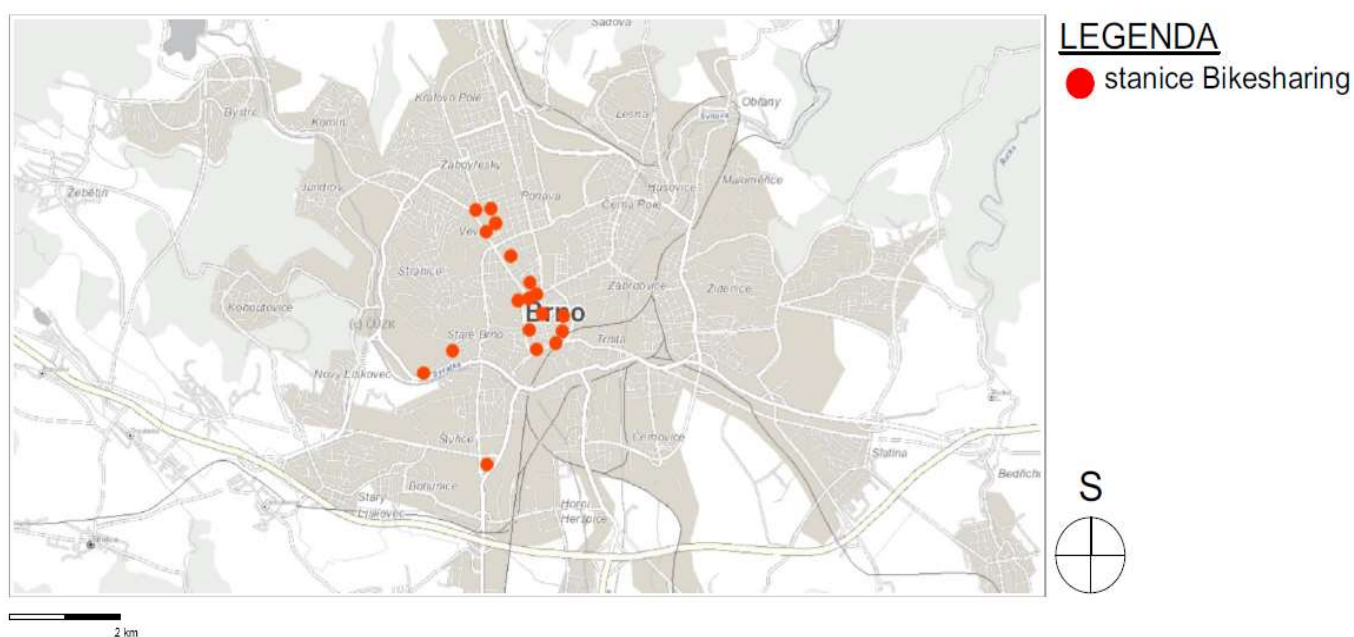 LEGENDA
stanice Bikesharing
Sadová
Královo Pole
Obřany
Bystrc
Lesná
Svitava
Komín
Žabovřesky
Maloměřice
Žebětín
Jundrov
Ponava
Husovice
Černá Pole
Stránice
Zábrdovice
Židenice
Kohoutovice
Brno
(c) ČÚZK
Staré Brno
Trnitá
Nový Lískovec
Svratka
Štýřice
Černovice
Slatina
Bohunice
Starý
Lískovec
Horní
Heršpice
S
2 km